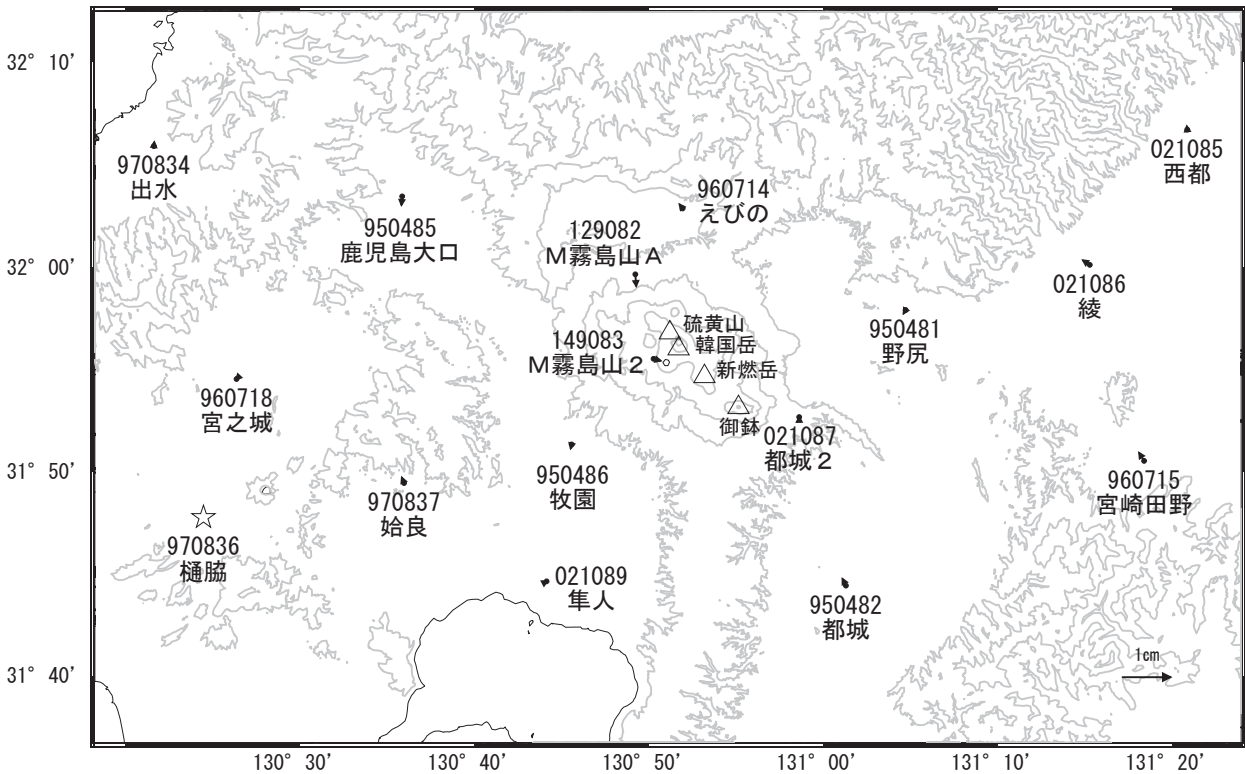 32° 10′
021085
西都
970834
出水
960714
えびの
950485
鹿児島大口
129082
M霧島山A
32° 00′
021086
綾
硫黄山
950481
野尻
149083
M霧島山2
韓国岳
新燃岳
960718
宮之城
御鉢
021087
都城2
31° 50′
950486
牧園
960715
宮崎田野
970837
姶良
970836
樋脇
021089
隼人
950482
都城
1cm
31° 40′
130° 30′
130° 40′
130° 50′
131° 00′
131° 10′
131° 20′